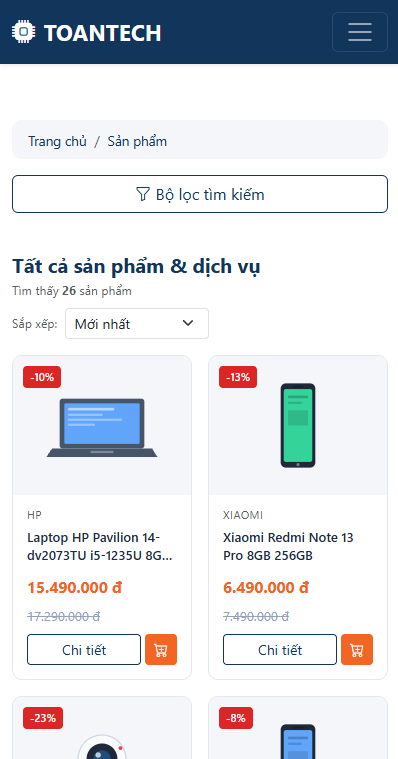 TOANTECH
Trang chủ / Sản phẩm
Bộ lọc tìm kiếm
Tất cả sản phẩm & dịch vụ
Tìm thấy 26 sản phẩm
Sắp xếp: Mới nhất
-10%
HP
Laptop HP Pavilion 14-
dv2073TU i5-1235U 8G...
15.490.000 đ
17.290.000 đ
Chi tiết
-13%
XIAOMI
Xiaomi Redmi Note 13
Pro 8GB 256GB
6.490.000 đ
7.490.000 đ
Chi tiết
-23%
-8%